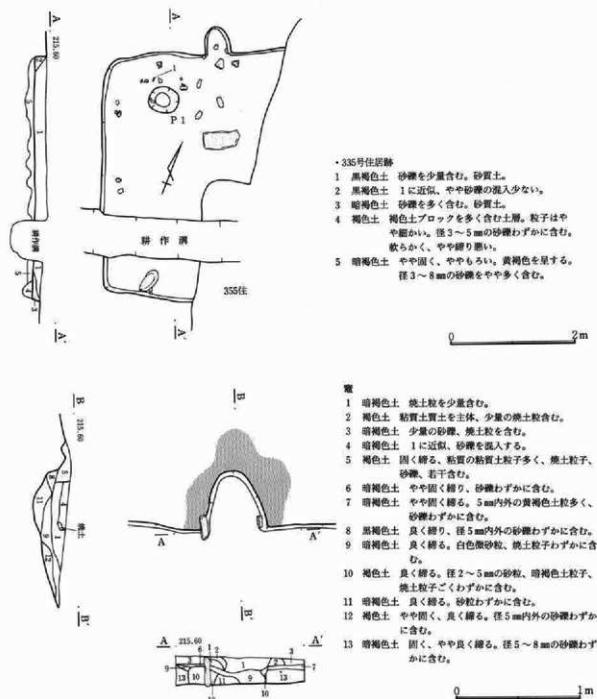 A
A
215.60
1
P 1
5
1
耕作溝
耕作溝
355住
1
5
4
3
A'
A'
・335号住居跡
1 黒褐色土 砂礫を少量含む。砂質土。
2 黒褐色土 1に近似、やや砂礫の混入少ない。
3 暗褐色土 砂礫を多く含む。砂質土。
4 褐色土 褐色土ブロックを多く含む土層。粒子はや
や細かい。径3〜5㎜の砂礫わずかに含む。
軟らかく、やや締り悪い。
5 暗褐色土 やや固く、ややもろい。黄褐色を呈する。
径3〜8㎜の砂礫をやや多く含む。
0 2m
B
215.60
B
焼土
B'
A
A'
B'
A 215.60 A'
竈
1 暗褐色土 焼土粒を少量含む。
2 褐色土 粘質土質土を主体、少量の焼土粒含む。
3 暗褐色土 少量の砂礫、焼土粒を含む。
4 暗褐色土 1に近似、砂礫を混入する。
5 褐色土 固く締る、粘質の粘質土粒子多く、焼土粒子、
砂礫、若干含む。
6 暗褐色土 やや固く締り、砂礫わずかに含む。
7 暗褐色土 やや固く締る。5㎜内外の黄褐色土粒多く、
砂礫わずかに含む。
8 黒褐色土 良く締り、径5㎜内外の砂礫わずかに含む。
9 暗褐色土 良く締る。白色微砂粒、焼土粒子わずかに含
む。
10 褐色土 良く締る。径2〜5㎜の砂粒、暗褐色土粒子、
焼土粒子ごくわずかに含む。
11 暗褐色土 良く締る。砂粒わずかに含む。
12 褐色土 やや固く、良く締る。径5㎜内外の砂礫わずか
に含む。
13 暗褐色土 固く、やや良く締る。径5〜8㎜の砂礫わず
かに含む。
0 1m